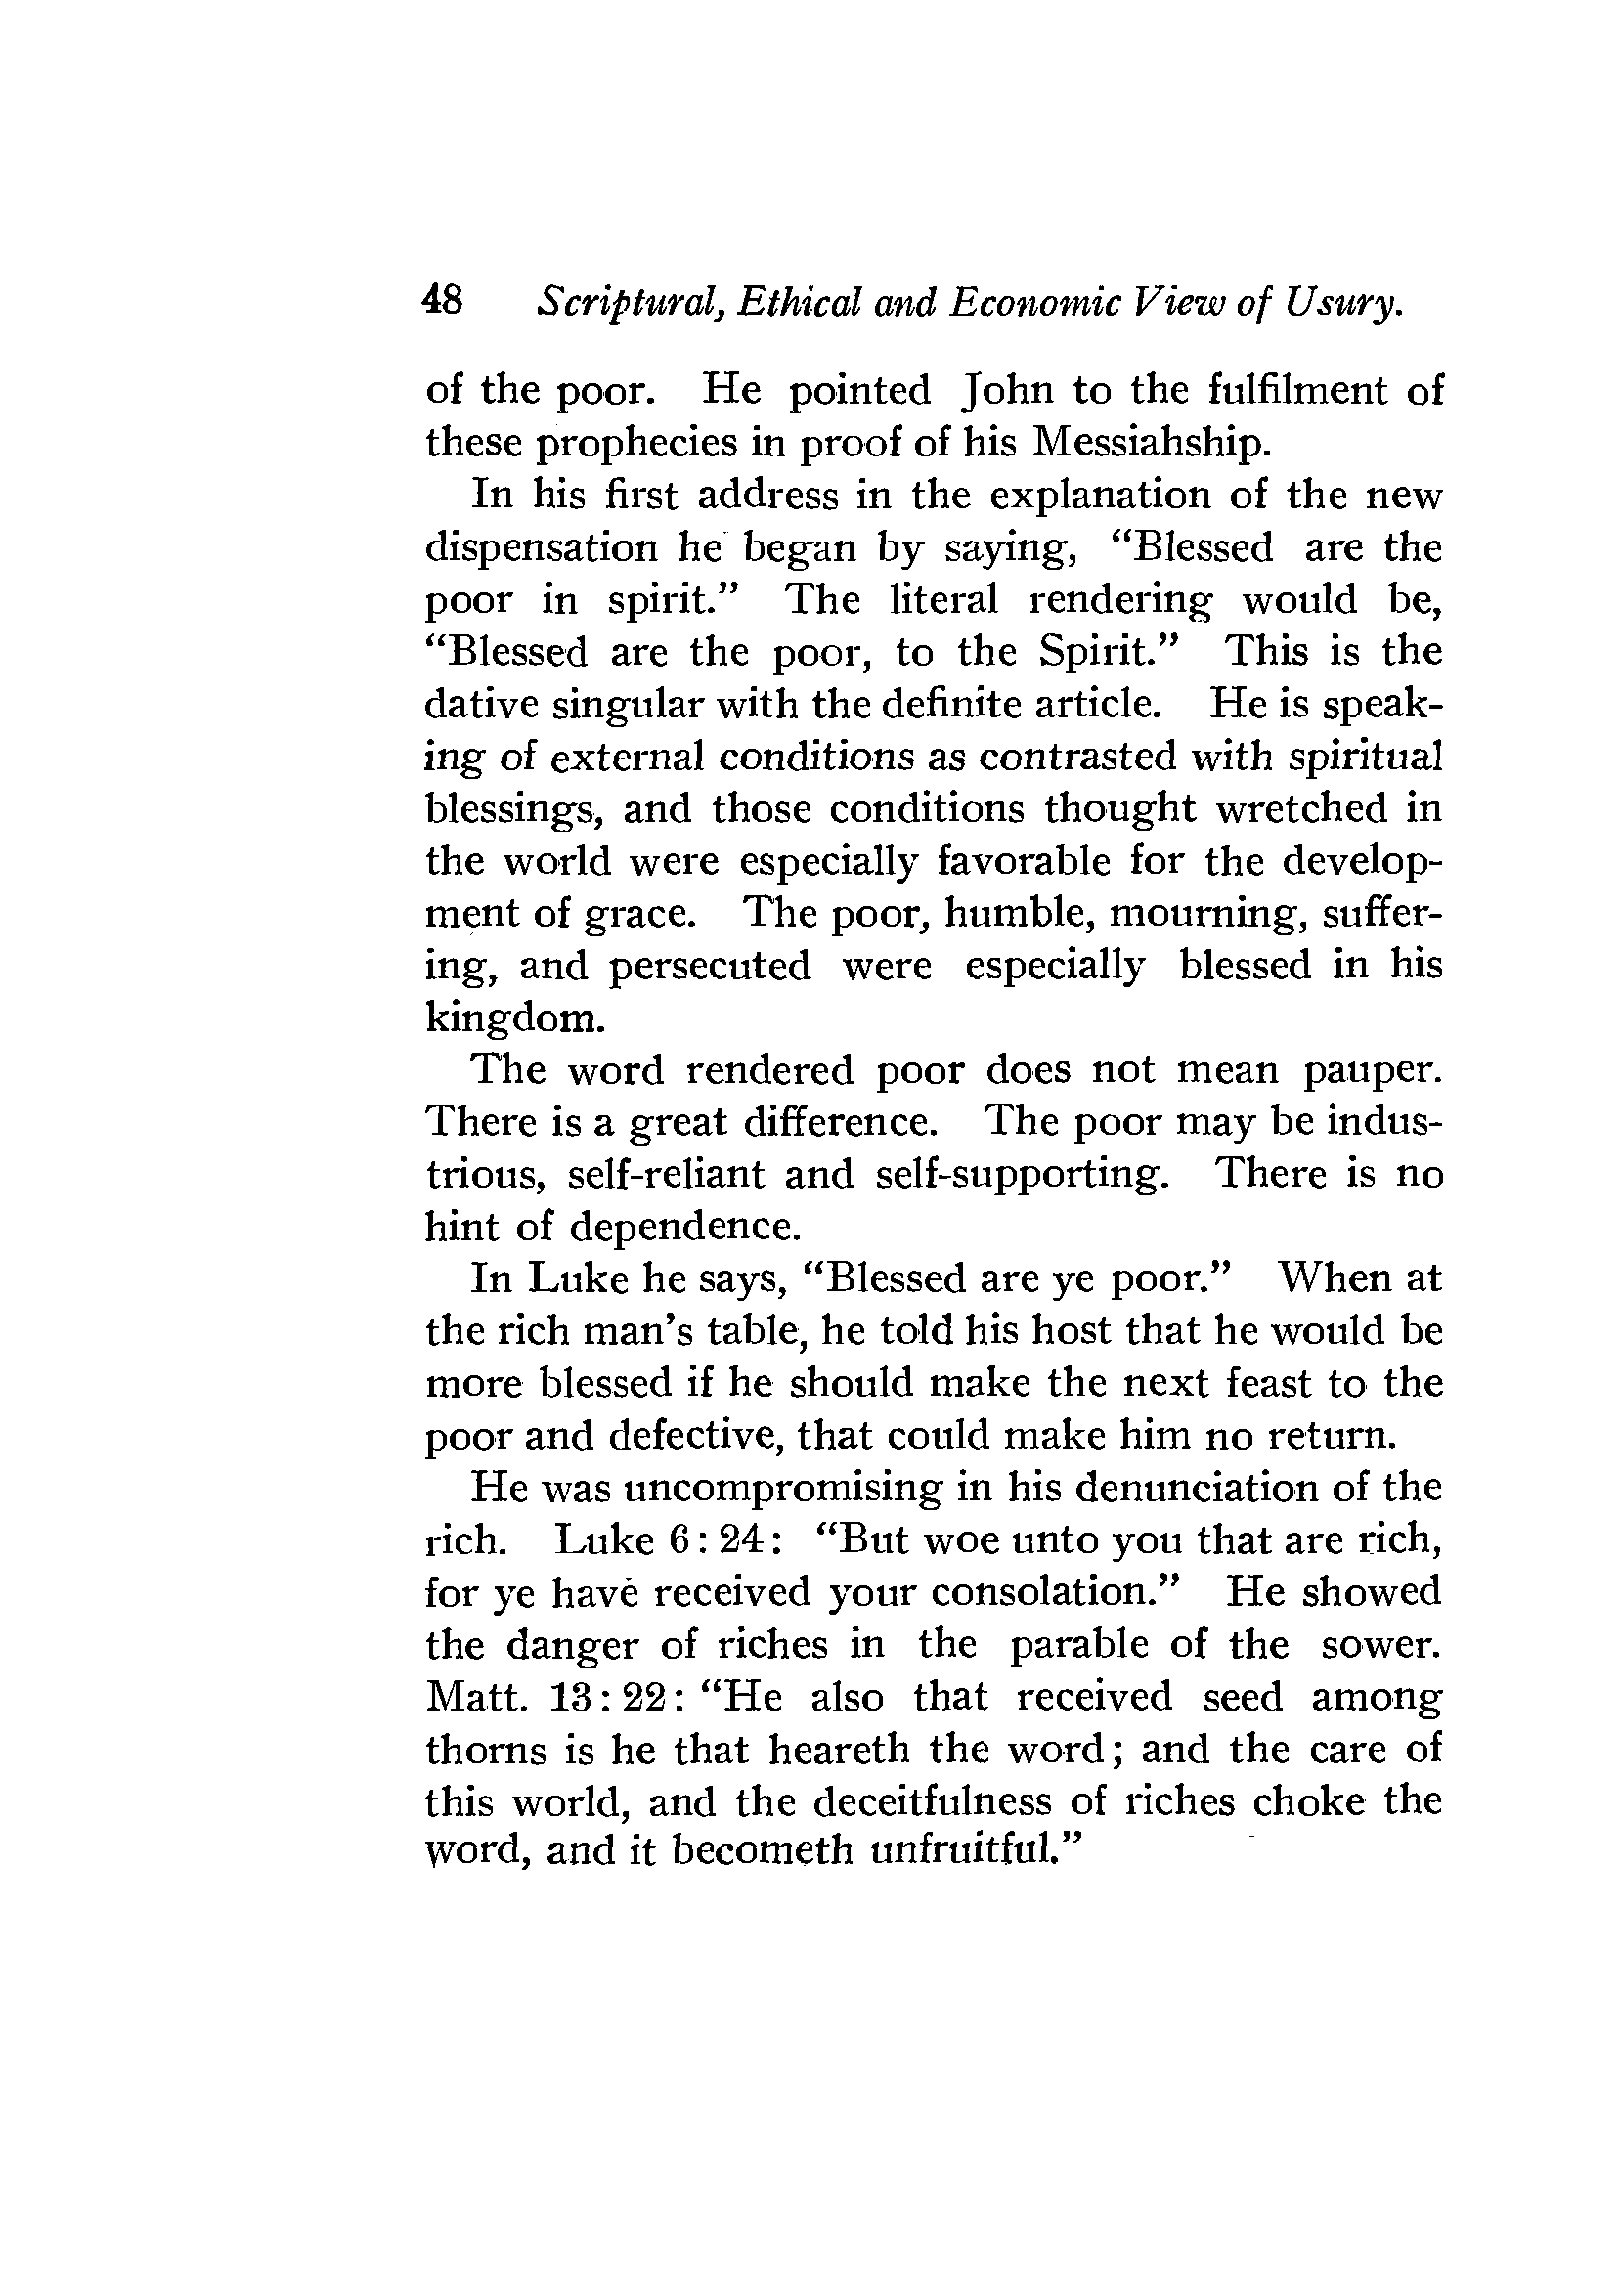 48 Scriptural, Ethical and Economic View of Usury.
of the poor. He pointed John to the fulfilment of
these prophecies in proof of his Messiahship.
In his first address in the explanation of the new
dispensation he began by saying, “Blessed are the
poor in spirit.” The literal rendering would be,
“Blessed are the poor, to the Spirit.” This is the
dative singular with the definite article. He is speak-
ing of external conditions as contrasted with spiritual
blessings, and those conditions thought wretched in
the world were especially favorable for the develop-
ment of grace. The poor, humble, mourning, suffer-
ing, and persecuted were especially blessed in his
kingdom.
The word rendered poor does not mean pauper.
There is a great difference. The poor may be indus-
trious, self-reliant and self-supporting. There is no
hint of dependence.
In Luke he says, “Blessed are ye poor.” When at
the rich man’s table, he told his host that he would be
more blessed if he should make the next feast to the
poor and defective, that could make him no return.
He was uncompromising in his denunciation of the
rich. Luke 6: 24: “But woe unto you that are rich,
for ye have received your consolation.” He showed
the danger of riches in the parable of the sower.
Matt. 13: 22: “He also that received seed among
thorns is he that heareth the word; and the care of
this world, and the deceitfulness of riches choke the
word, and it becometh unfruitful.”